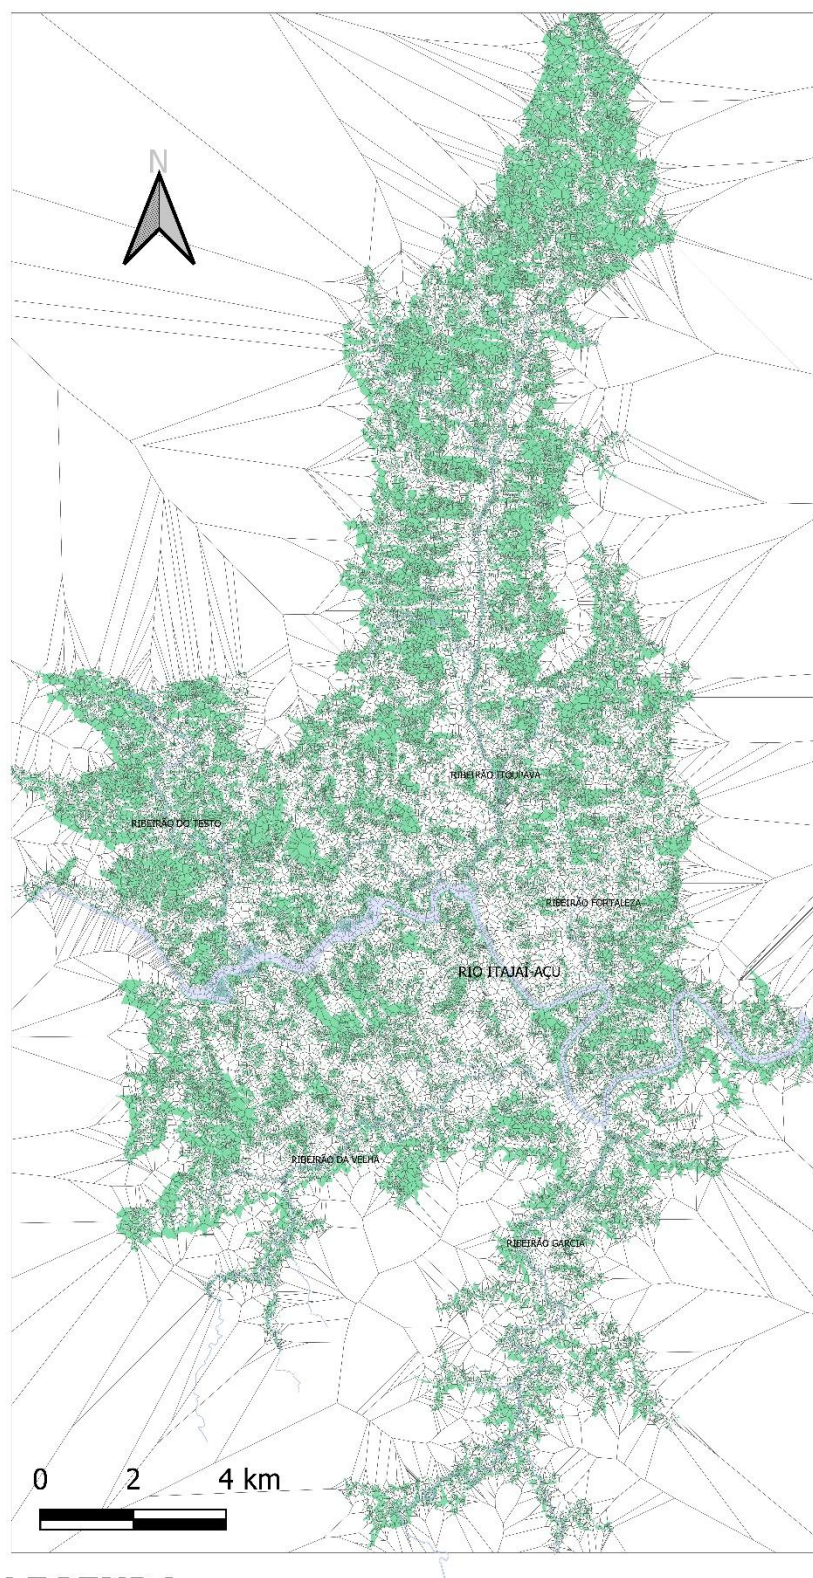 N
RIBEIRÃO ITOUPAVA
RIBEIRÃO DO TESTO
RIBEIRÃO FORTALEZA
RIO ITAJAÍ-AÇU
RIBEIRÃO DA VELHA
RIBEIRÃO GARCIA
0 2 4 km